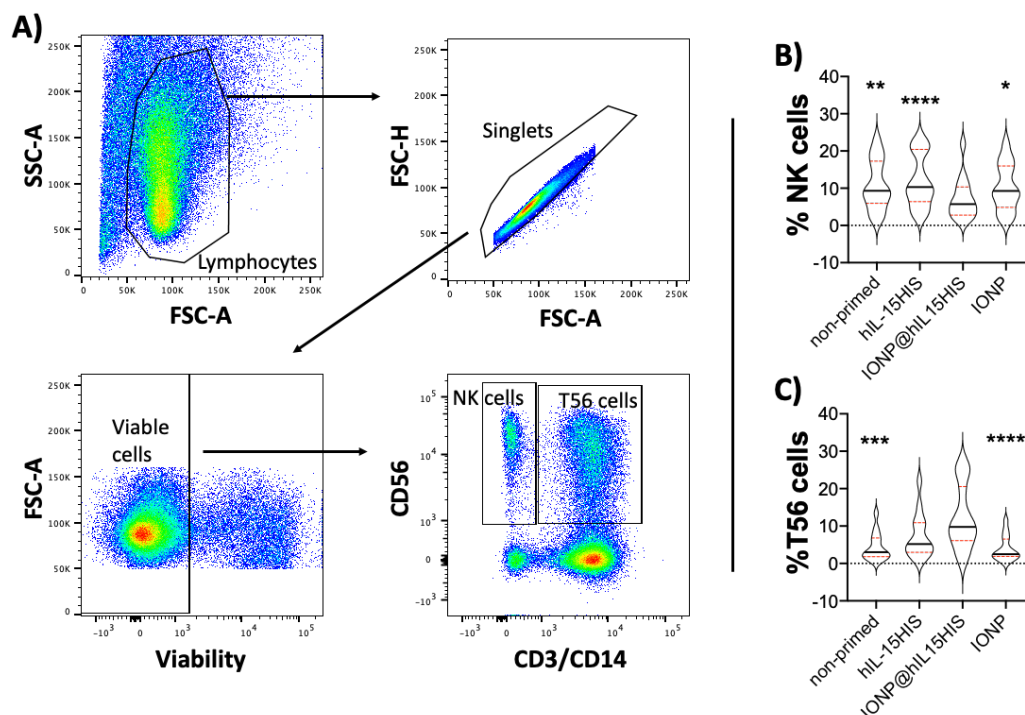 A)
SSC-A
250K
200K
150K
100K
50K
0
Lymphocytes
0 50K 100K 150K 200K 250K
FSC-A
FSC-H
250K
200K
150K
100K
50K
0
Singlets
0 50K 100K 150K 200K 250K
FSC-A
FSC-A
250K
200K
150K
100K
50K
0
Viable
cells
-10³ 0 10³ 10⁴ 10⁵
Viability
CD56
10⁵
10⁴
10³
0
-10³
NK cells
T56 cells
-10³ 0 10³ 10⁴ 10⁵
CD3/CD14
B)
% NK cells
40
30
20
10
0
-10
** **** *
non-primed
hIL-15HIS
IONP@hIL15HIS
IONP
C)
%T56 cells
40
30
20
10
0
-10
*** ****
non-primed
hIL-15HIS
IONP@hIL15HIS
IONP